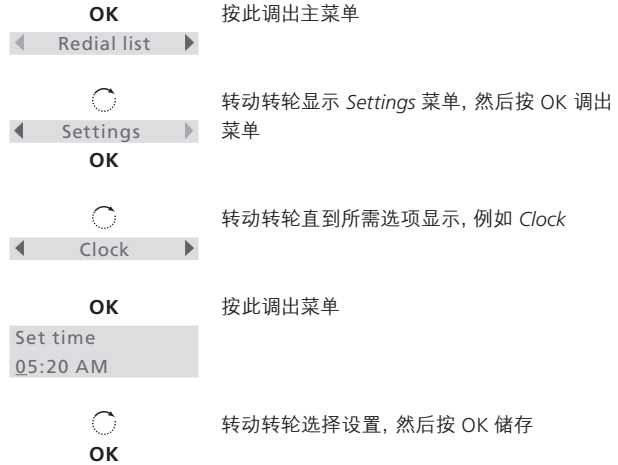 OK
按此调出主菜单
Redial list
转动转轮显示 Settings 菜单, 然后按 OK 调出
菜单
Settings
OK
转动转轮直到所需选项显示, 例如 Clock
Clock
OK
按此调出菜单
Set time
05:20 AM
转动转轮选择设置, 然后按 OK 储存
OK